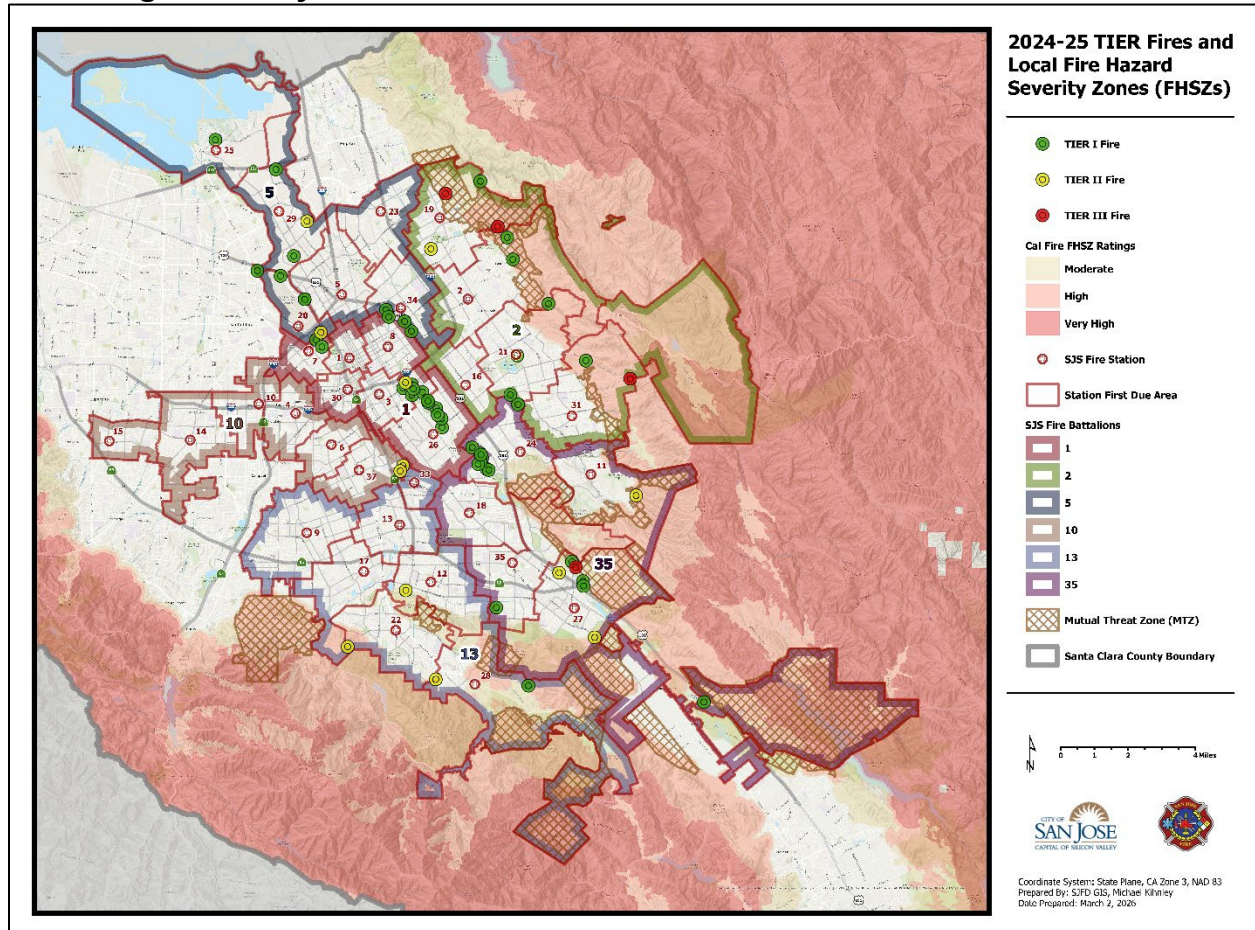 2024-25 TIER Fires and
Local Fire Hazard
Severity Zones (FHSZs)
TIER I Fire
TIER II Fire
TIER III Fire
Cal Fire FHSZ Ratings
Moderate
High
Very High
SJS Fire Station
Station First Due Area
SJS Fire Battalions
1
2
5
10
13
35
Mutual Threat Zone (MTZ)
Santa Clara County Boundary
N
0 1 2 4 Miles
CITY OF
SAN JOSE
CAPITAL OF SILICON VALLEY
SAN JOSE
FIRE
Coordinate System: State Plane, CA Zone 3, NAD 83
Prepared By: SJFD GIS, Michael Kihmley
Date Prepared: March 2, 2026
25
5
29
23
19
5
34
2
20
2
8
7
1
21
16
10
30
3
1
4
31
10
15
14
26
6
24
37
11
33
18
13
9
35
35
17
12
27
22
13
28